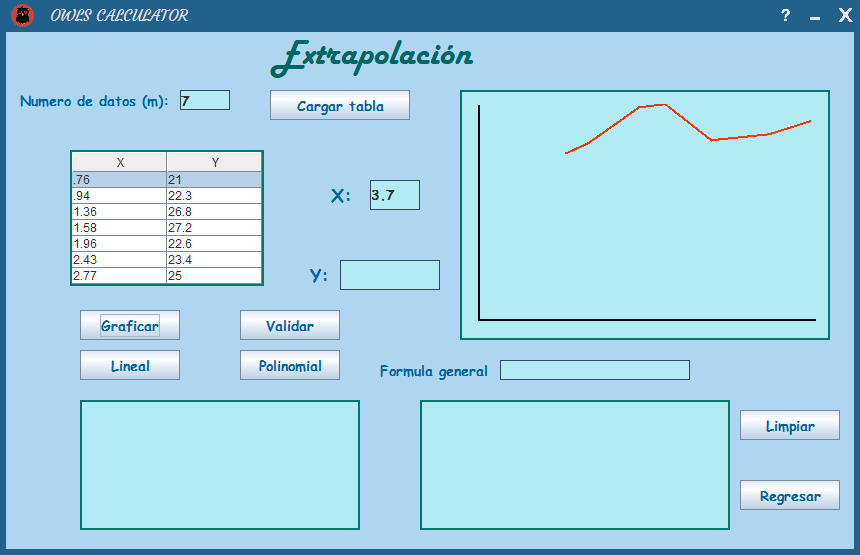 OWLS CALCULATOR ? X
Extrapolación
Numero de datos (m): 7
Cargar tabla
X Y
.76 21
.94 22.3
1.36 26.8
1.58 27.2
1.96 22.6
2.43 23.4
2.77 25
X: 3.7
Y:
Graficar Validar
Lineal Polinomial
Formula general
Limpiar
Regresar